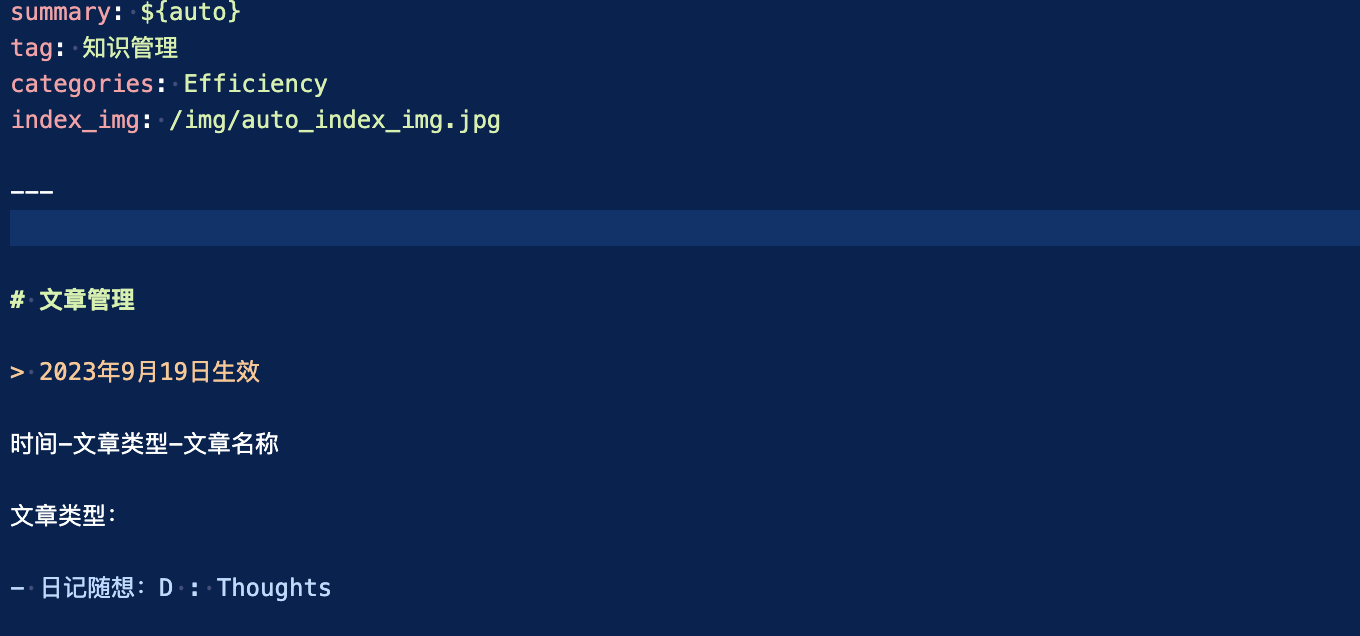 summary: ${auto}
tag: 知识管理
categories: Efficiency
index_img: /img/auto_index_img.jpg
---
# 文章管理
> 2023年9月19日生效
时间-文章类型-文章名称
文章类型：
- 日记随想：D : Thoughts